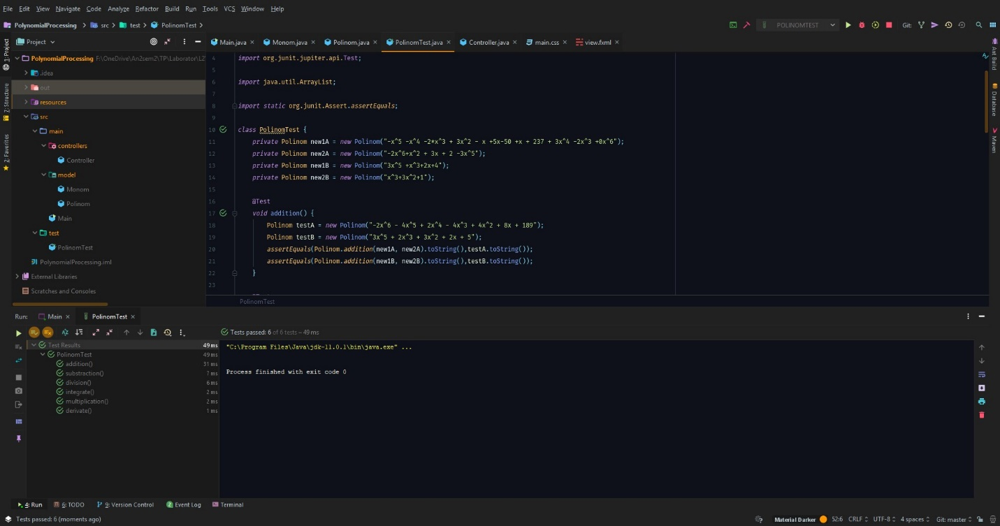 File Edit View Navigate Code Analyze Refactor Build Run Tools VCS Window Help
PolynomialProcessing src test PolinomTest POLINOMTEST Git:
Project Main.java Monom.java Polinom.java PolinomTest.java Controller.java main.css view.fxml
1: Project
7: Structure
2: Favorites
PolynomialProcessing F:\OneDrive\An2sem2\TP\Laborator\L2\
.idea
out
resources
src
main
controllers
Controller
model
Monom
Polinom
Main
test
PolinomTest
PolynomialProcessing.iml
External Libraries
Scratches and Consoles
4 import org.junit.jupiter.api.Test;
5
6 import java.util.ArrayList;
7
8 import static org.junit.Assert.assertEquals;
9
10 class PolinomTest {
11 private Polinom new1A = new Polinom("-x^5 -x^4 -2*x^3 + 3x^2 - x +5x-50 +x + 237 + 3x^4 -2x^3 +0x^6");
12 private Polinom new2A = new Polinom("-2x^6+x^2 + 3x + 2 -3x^5");
13 private Polinom new1B = new Polinom("3x^5 +x^3+2x+4");
14 private Polinom new2B = new Polinom("x^3+3x^2+1");
15
16 @Test
17 void addition() {
18 Polinom testA = new Polinom("-2x^6 - 4x^5 + 2x^4 - 4x^3 + 4x^2 + 8x + 189");
19 Polinom testB = new Polinom("3x^5 + 2x^3 + 3x^2 + 2x + 5");
20 assertEquals(Polinom.addition(new1A, new2A).toString(),testA.toString());
21 assertEquals(Polinom.addition(new1B, new2B).toString(),testB.toString());
22 }
23
PolinomTest
Ant Build
Database
Maven
Run: Main PolinomTest
Tests passed: 6 of 6 tests – 49 ms
Test Results 49 ms
PolinomTest 49 ms
addition() 31 ms
substraction() 7 ms
division() 6 ms
integrate() 2 ms
multiplication() 2 ms
derivate() 1 ms
"C:\Program Files\Java\jdk-11.0.1\bin\java.exe" ...
Process finished with exit code 0
4: Run 6: TODO 9: Version Control 2 Event Log Terminal
Tests passed: 6 (moments ago) Material Darker 52:6 CRLF UTF-8 4 spaces Git: master